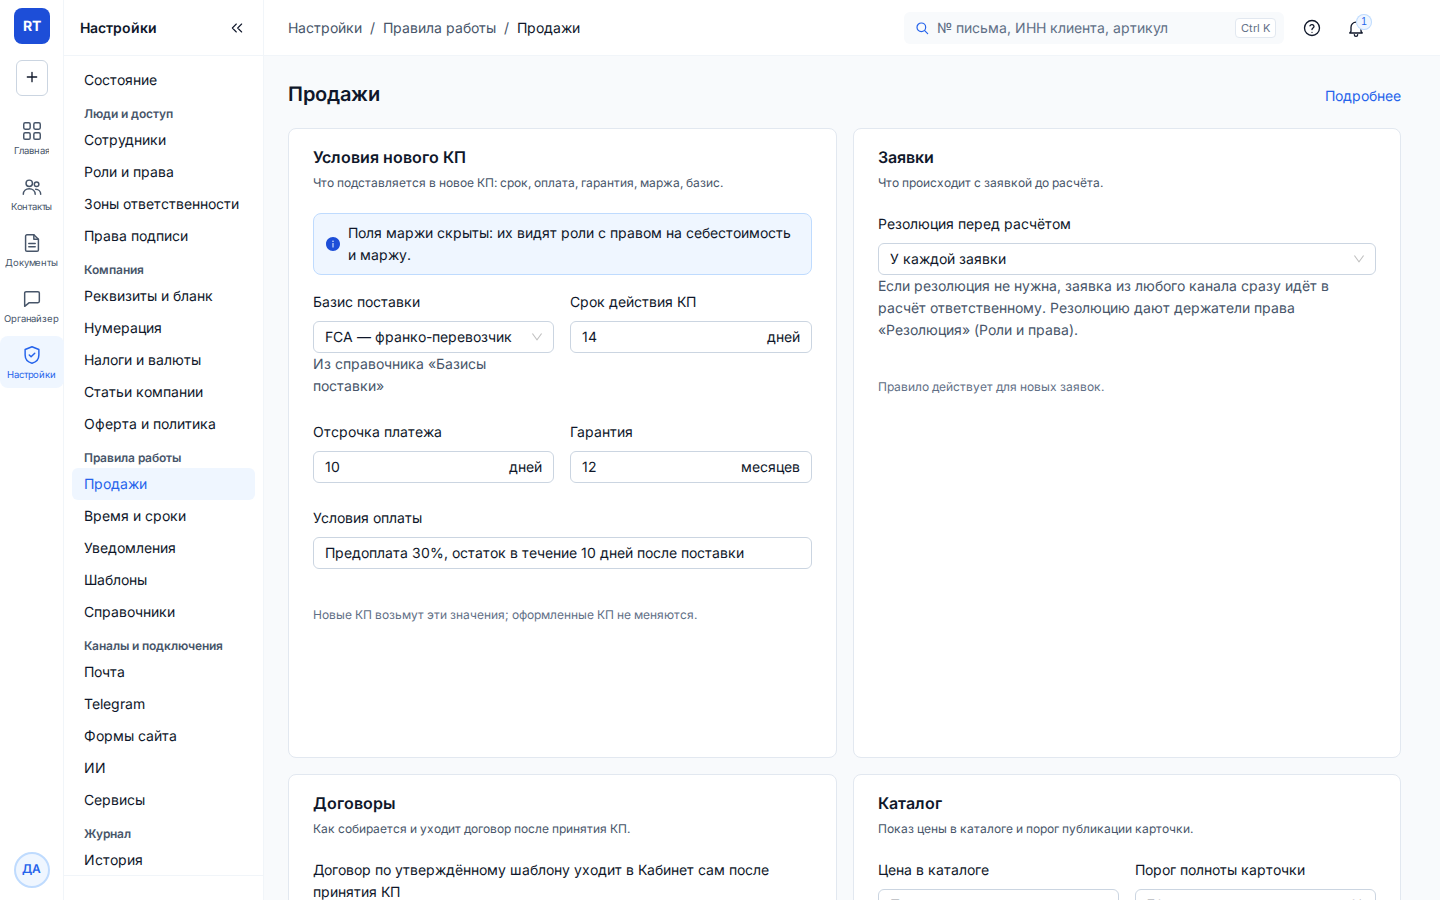 RT
Главная
Контакты
Документы
Органайзер
Настройки
ДА
Настройки
Состояние
Люди и доступ
Сотрудники
Роли и права
Зоны ответственности
Права подписи
Компания
Реквизиты и бланк
Нумерация
Налоги и валюты
Статьи компании
Оферта и политика
Правила работы
Продажи
Время и сроки
Уведомления
Шаблоны
Справочники
Каналы и подключения
Почта
Telegram
Формы сайта
ИИ
Сервисы
Журнал
История
Настройки / Правила работы / Продажи
№ письма, ИНН клиента, артикул
Ctrl K
1
Продажи
Подробнее
Условия нового КП
Что подставляется в новое КП: срок, оплата, гарантия, маржа, базис.
Поля маржи скрыты: их видят роли с правом на себестоимость
и маржу.
Базис поставки
Срок действия КП
FCA — франко-перевозчик
14 дней
Из справочника «Базисы
поставки»
Отсрочка платежа
Гарантия
10 дней
12 месяцев
Условия оплаты
Предоплата 30%, остаток в течение 10 дней после поставки
Новые КП возьмут эти значения; оформленные КП не меняются.
Заявки
Что происходит с заявкой до расчёта.
Резолюция перед расчётом
У каждой заявки
Если резолюция не нужна, заявка из любого канала сразу идёт в
расчёт ответственному. Резолюцию дают держатели права
«Резолюция» (Роли и права).
Правило действует для новых заявок.
Договоры
Как собирается и уходит договор после принятия КП.
Договор по утверждённому шаблону уходит в Кабинет сам после
принятия КП
Каталог
Показ цены в каталоге и порог публикации карточки.
Цена в каталоге
Порог полноты карточки